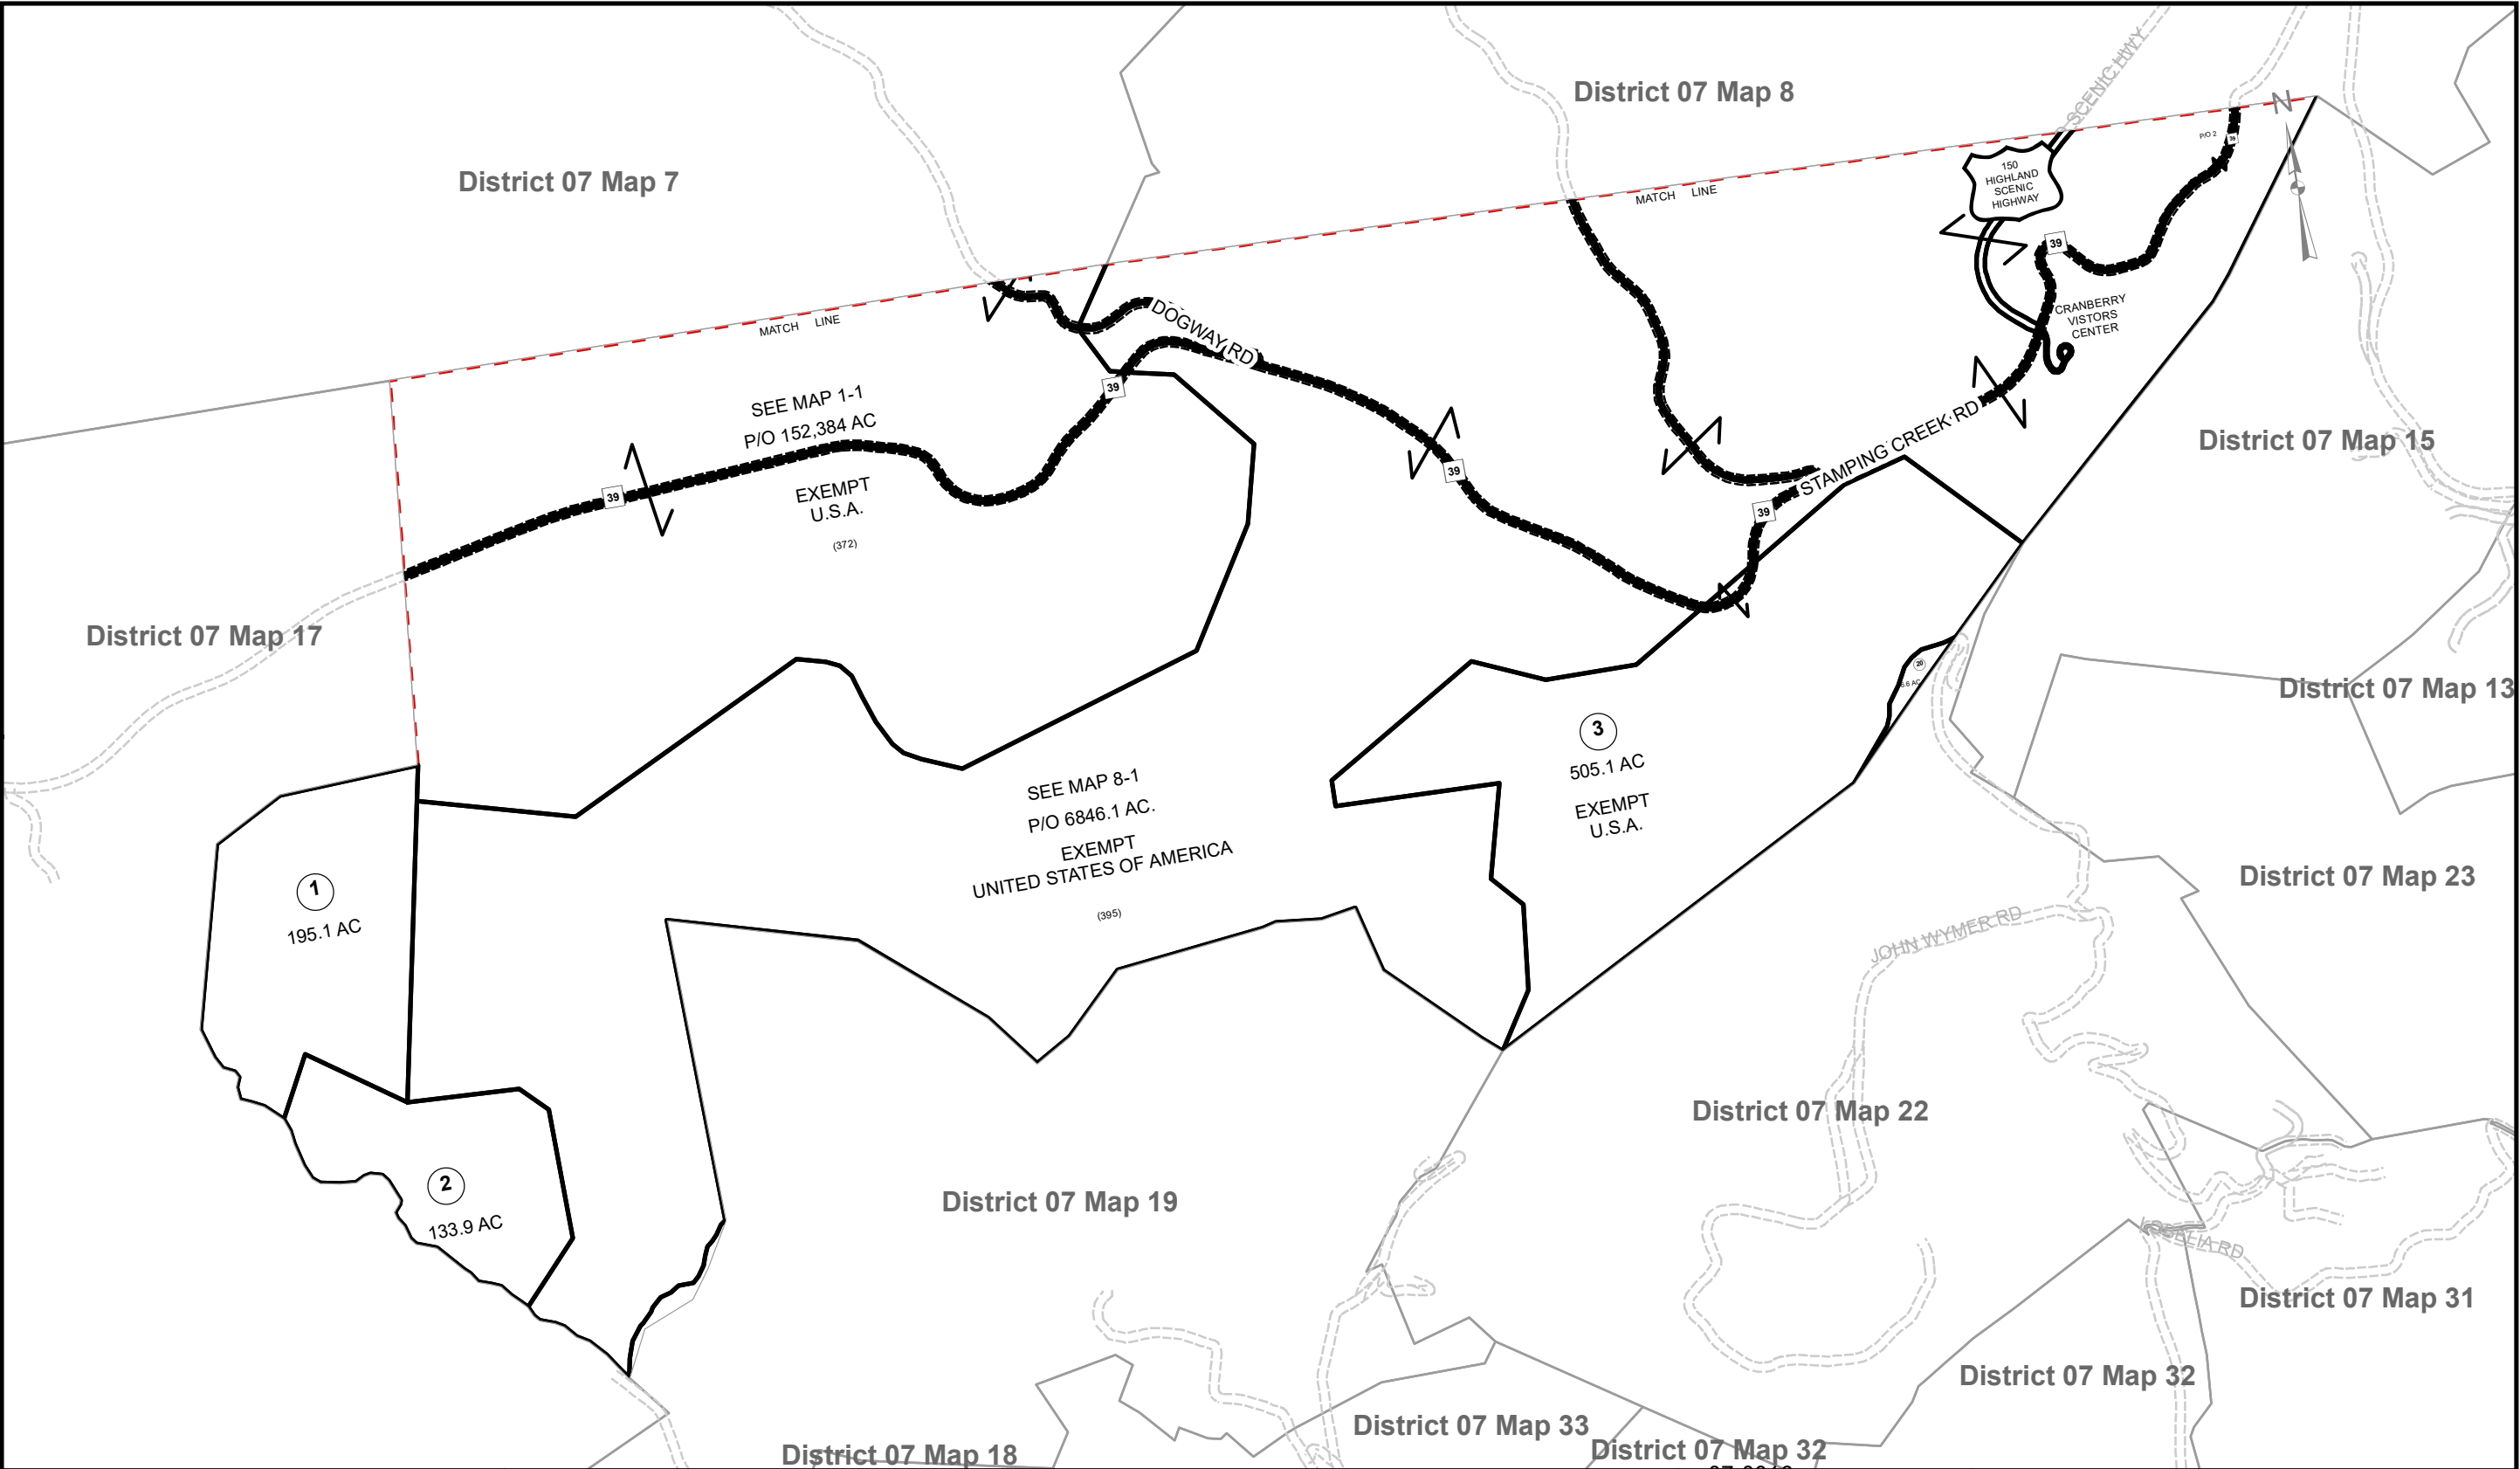 SCENIC HWY
District 07 Map 8
N
P/O 2
39
150
HIGHLAND
SCENIC
HIGHWAY
District 07 Map 7
MATCH LINE
39
CRANBERRY
VISTORS
CENTER
MATCH LINE
DOGWAY RD
39
SEE MAP 1-1
P/O 152,384 AC
STAMPING CREEK RD
District 07 Map 15
39
39
EXEMPT
U.S.A.
39
(372)
District 07 Map 17
20
.6 AC
District 07 Map 13
3
505.1 AC
EXEMPT
U.S.A.
SEE MAP 8-1
P/O 6846.1 AC.
EXEMPT
UNITED STATES OF AMERICA
(395)
1
195.1 AC
District 07 Map 23
JOHN WYMER RD
District 07 Map 22
2
133.9 AC
District 07 Map 19
LOBELIA RD
District 07 Map 31
District 07 Map 32
District 07 Map 33
District 07 Map 32
District 07 Map 18